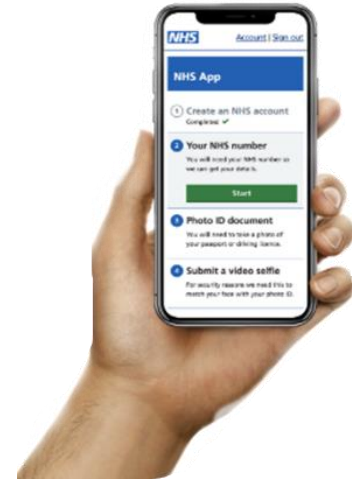 NHS
Account | Sign out
NHS App
1 Create an NHS account
Completed ✔
2 Your NHS number
You will need your NHS number so
we can get your details.
Start
3 Photo ID document
You will need to take a photo of
your passport or driving licence.
4 Submit a video selfie
For security reasons we need this to
match your face with your photo ID.